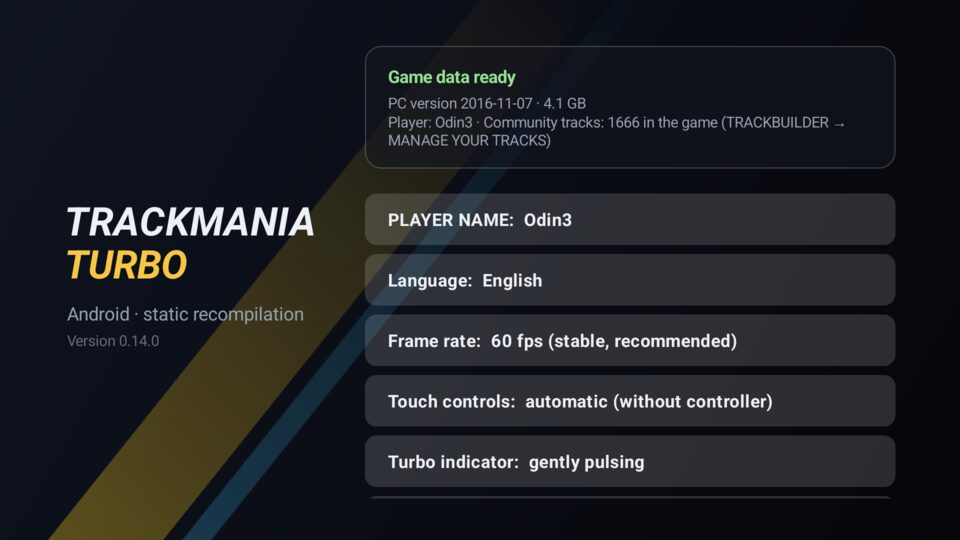 Game data ready
PC version 2016-11-07 · 4.1 GB
Player: Odin3 · Community tracks: 1666 in the game (TRACKBUILDER →
MANAGE YOUR TRACKS)
TRACKMANIA
TURBO
Android · static recompilation
Version 0.14.0
PLAYER NAME: Odin3
Language: English
Frame rate: 60 fps (stable, recommended)
Touch controls: automatic (without controller)
Turbo indicator: gently pulsing